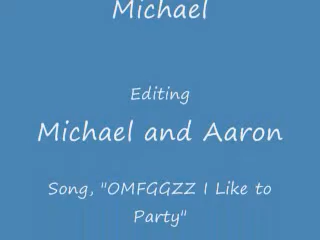 Michael
Editing
Michael and Aaron
Song, "OMFGGZZ I Like to
Party"